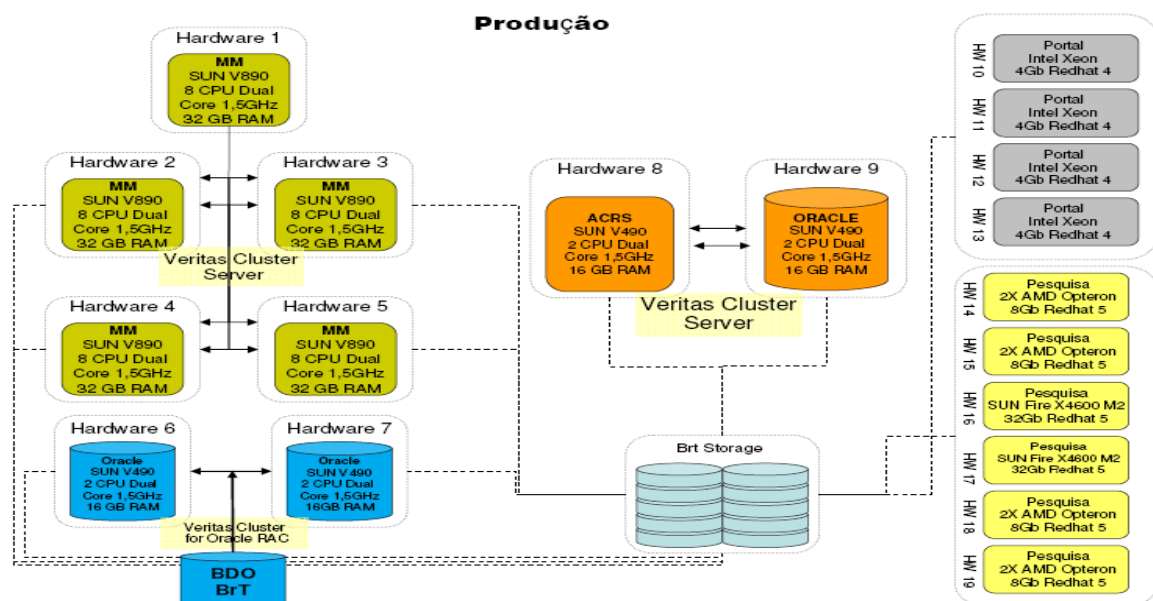 Produção
Hardware 1
MM
SUN V890
8 CPU Dual
Core 1,5GHz
32 GB RAM
Hardware 2
MM
SUN V890
8 CPU Dual
Core 1,5GHz
32 GB RAM
Hardware 3
MM
SUN V890
8 CPU Dual
Core 1,5GHz
32 GB RAM
Veritas Cluster
Server
Hardware 4
MM
SUN V890
8 CPU Dual
Core 1,5GHz
32 GB RAM
Hardware 5
MM
SUN V890
8 CPU Dual
Core 1,5GHz
32 GB RAM
Hardware 6
Oracle
SUN V490
2 CPU Dual
Core 1,5GHz
16 GB RAM
Hardware 7
Oracle
SUN V490
2 CPU Dual
Core 1,5GHz
16GB RAM
Veritas Cluster
for Oracle RAC
BDO
BrT
Hardware 8
ACRS
SUN V490
2 CPU Dual
Core 1,5GHz
16 GB RAM
Hardware 9
ORACLE
SUN V490
2 CPU Dual
Core 1,5GHz
16 GB RAM
Veritas Cluster
Server
Brt Storage
HW 10
Portal
Intel Xeon
4Gb Redhat 4
HW 11
Portal
Intel Xeon
4Gb Redhat 4
HW 12
Portal
Intel Xeon
4Gb Redhat 4
HW 13
Portal
Intel Xeon
4Gb Redhat 4
HW 14
Pesquisa
2X AMD Opteron
8Gb Redhat 5
HW 15
Pesquisa
2X AMD Opteron
8Gb Redhat 5
HW 16
Pesquisa
SUN Fire X4600 M2
32Gb Redhat 5
HW 17
Pesquisa
SUN Fire X4600 M2
32Gb Redhat 5
HW 18
Pesquisa
2X AMD Opteron
8Gb Redhat 5
HW 19
Pesquisa
2X AMD Opteron
8Gb Redhat 5